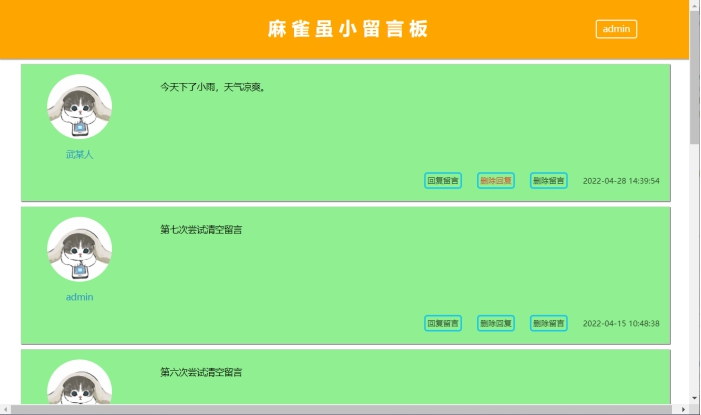 麻雀虽小留言板
admin
今天下了小雨，天气凉爽。
武某人
回复留言 删除回复 删除留言 2022-04-28 14:39:54
第七次尝试清空留言
admin
回复留言 删除回复 删除留言 2022-04-15 10:48:38
第六次尝试清空留言